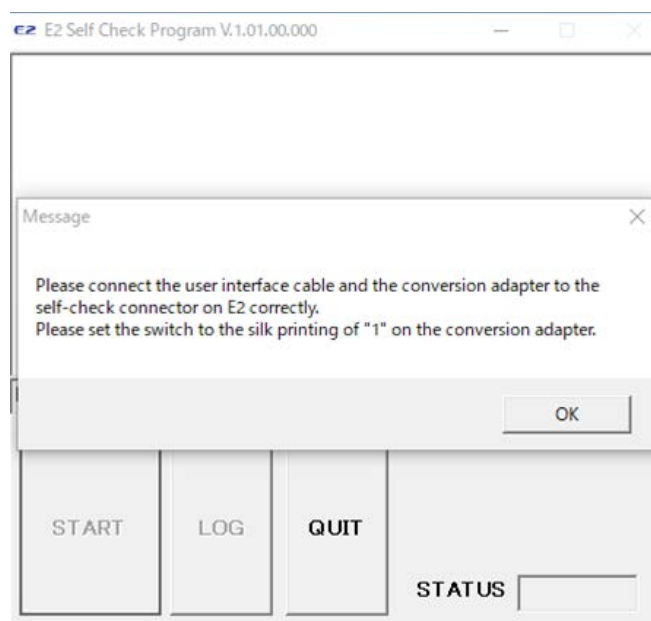 E2 E2 Self Check Program V.1.01.00.000
Message
Please connect the user interface cable and the conversion adapter to the
self-check connector on E2 correctly.
Please set the switch to the silk printing of "1" on the conversion adapter.
OK
START LOG QUIT
STATUS